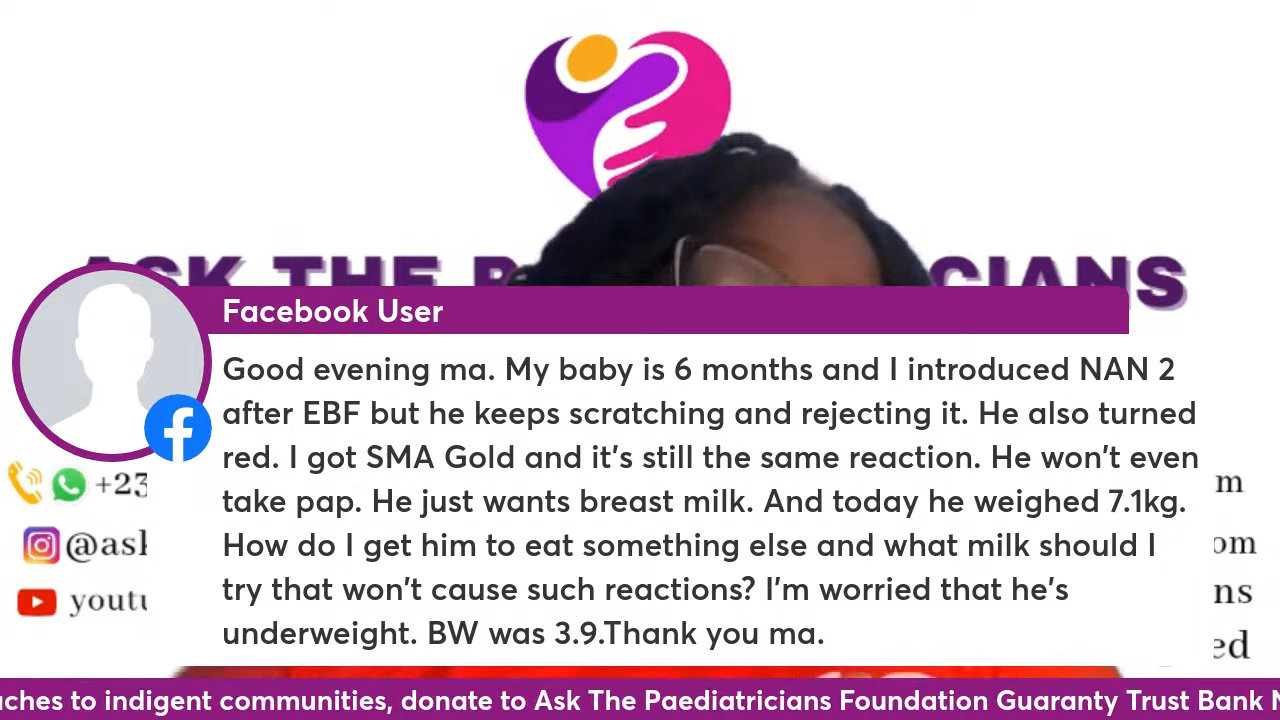 ASK THE P CIANS
Facebook User
Good evening ma. My baby is 6 months and I introduced NAN 2
after EBF but he keeps scratching and rejecting it. He also turned
red. I got SMA Gold and it's still the same reaction. He won't even
take pap. He just wants breast milk. And today he weighed 7.1kg.
How do I get him to eat something else and what milk should I
try that won't cause such reactions? I'm worried that he's
underweight. BW was 3.9.Thank you ma.
+23
m
@ask
om
youtu
ns
ed
aches to indigent communities, donate to Ask The Paediatricians Foundation Guaranty Trust Bank N